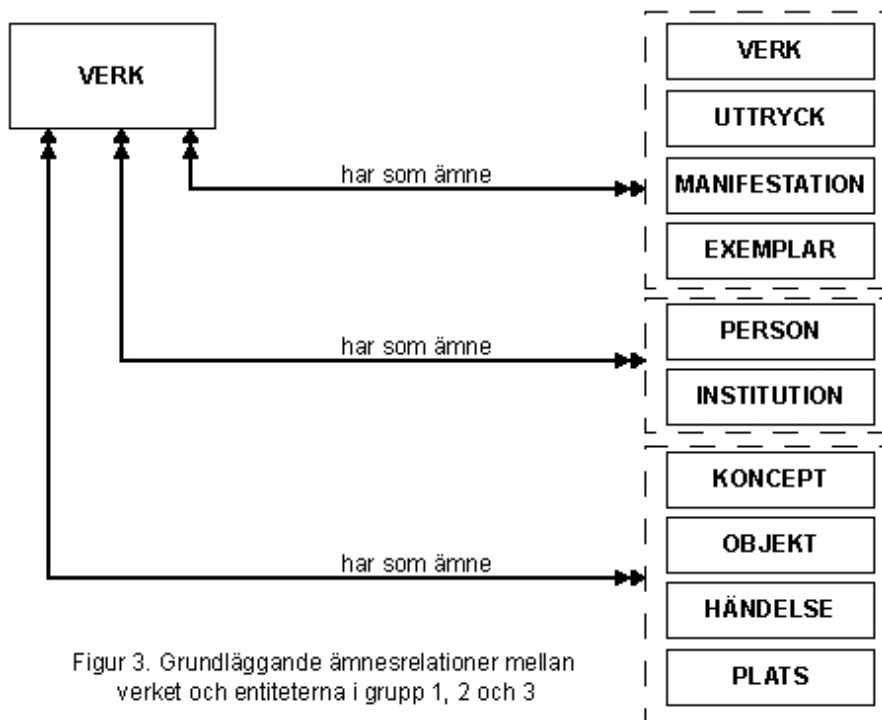 VERK
VERK
UTTRYCK
har som ämne
MANIFESTATION
EXEMPLAR
PERSON
har som ämne
INSTITUTION
KONCEPT
OBJEKT
har som ämne
HÄNDELSE
PLATS
Figur 3. Grundläggande ämnesrelationer mellan
verket och entiteterna i grupp 1, 2 och 3